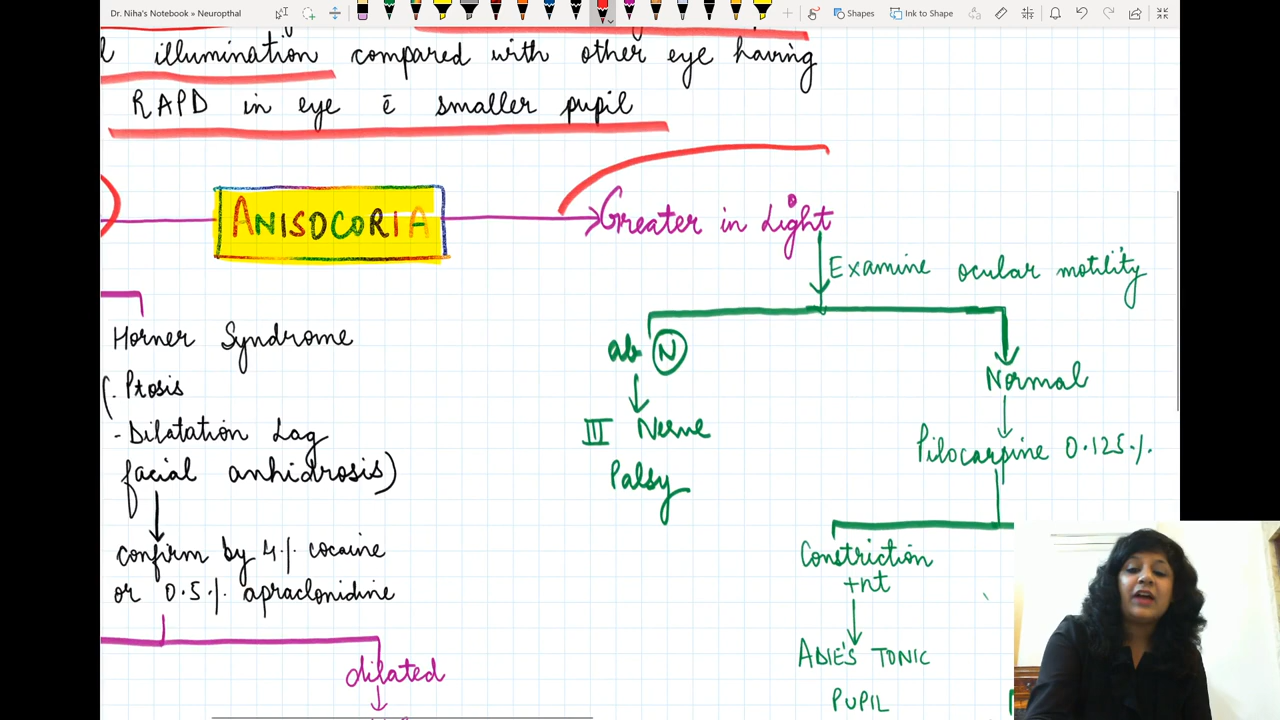 Dr. Niha's Notebook » Neuropthal
Shapes
Ink to Shape
l illumination compared with other eye having
RAPD in eye c̄ smaller pupil
ANISOCORIA
Greater in Light
Examine ocular motility
ab N
Normal
III Nerve
Palsy
Pilocarpine 0.125%
Constriction
+nt
ADIE'S TONIC
PUPIL
Horner Syndrome
(. Ptosis
- Dilatation Lag
facial anhidrosis)
confirm by 4% cocaine
or 0.5% apraclonidine
dilated